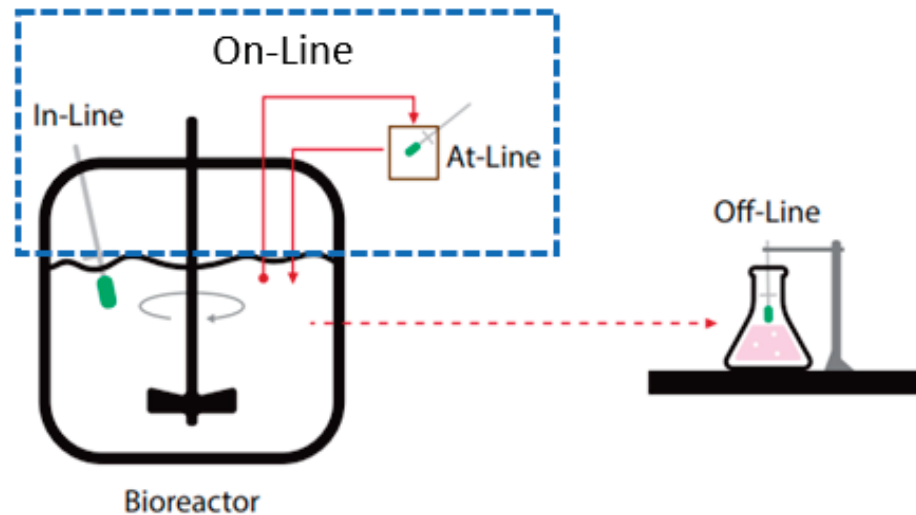 On-Line
In-Line
At-Line
Off-Line
Bioreactor